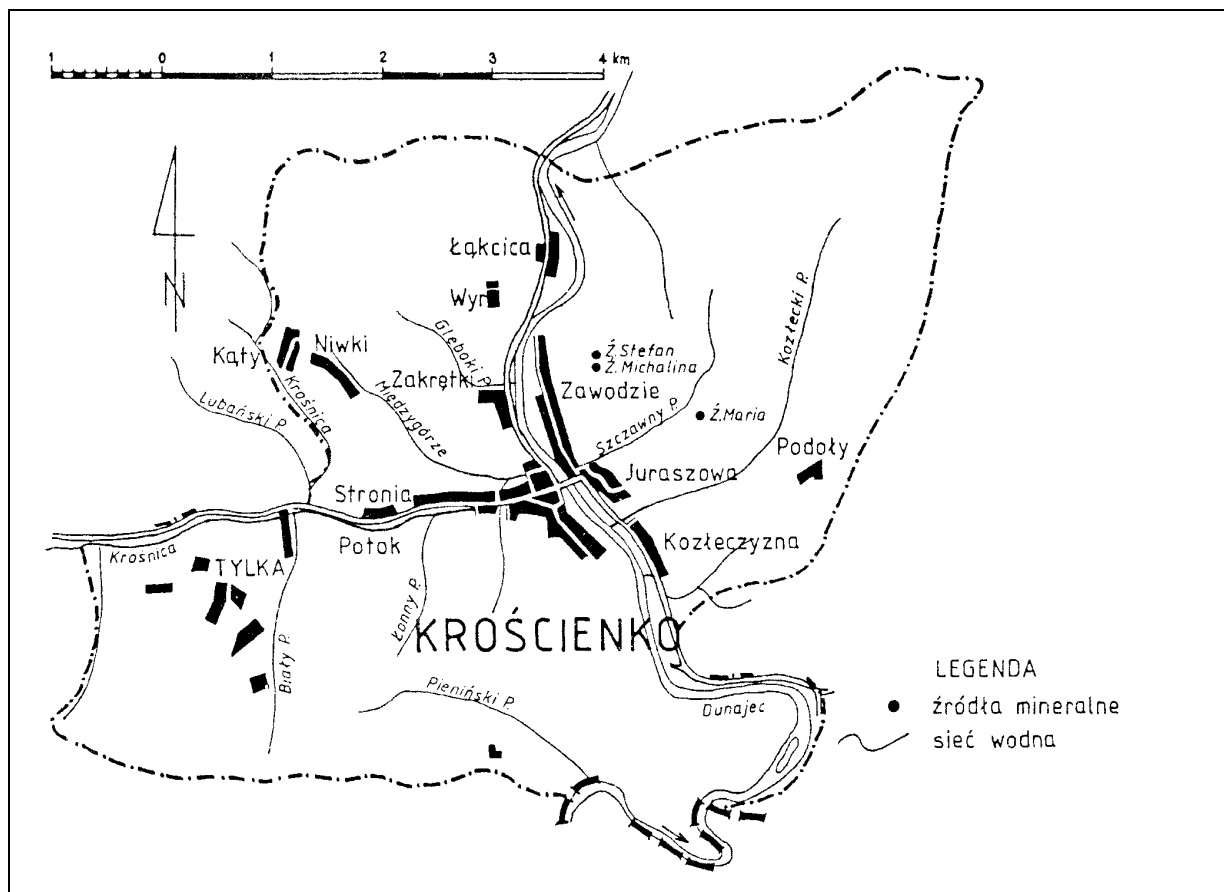 1 0 1 2 3 4 km
N
Łąkcica
Wyr
Głęboki P.
Kozłecki P.
Kąty
Niwki
Krośnica
Lubański P.
Międzygórze
Zakrętki
Ź.Stefan
Ź.Michalina
Zawodzie
Ź.Maria
Szczawny P.
Podoły
Juraszowa
Stronia
Potok
Krośnica
TYLKA
Kozłeczyzna
Biały P.
Łonny P.
KROŚCIENKO
Pieniński P.
Dunajec
LEGENDA
źródła mineralne
sieć wodna